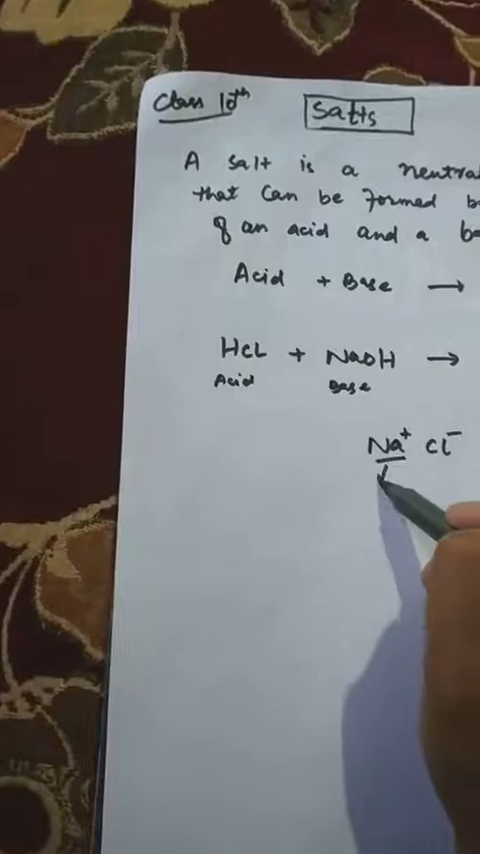 Class 10th
Salts
A salt is a neutral
that can be formed b
of an acid and a ba
Acid + Base →
HCl + NaOH →
Acid Base
Na+ Cl−